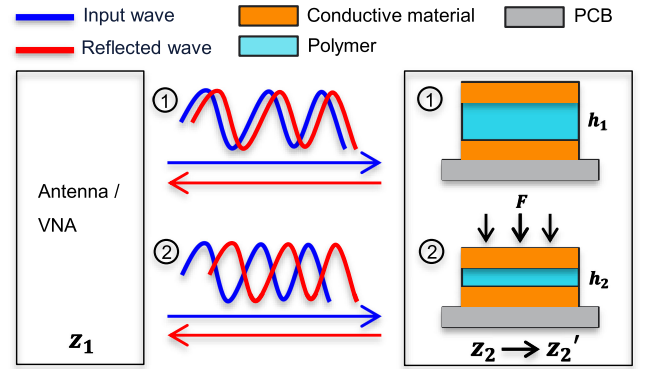 Input wave
Conductive material
PCB
Reflected wave
Polymer
Antenna /
VNA
Z₁
1
2
1
h₁
F
2
h₂
Z₂ → Z₂′